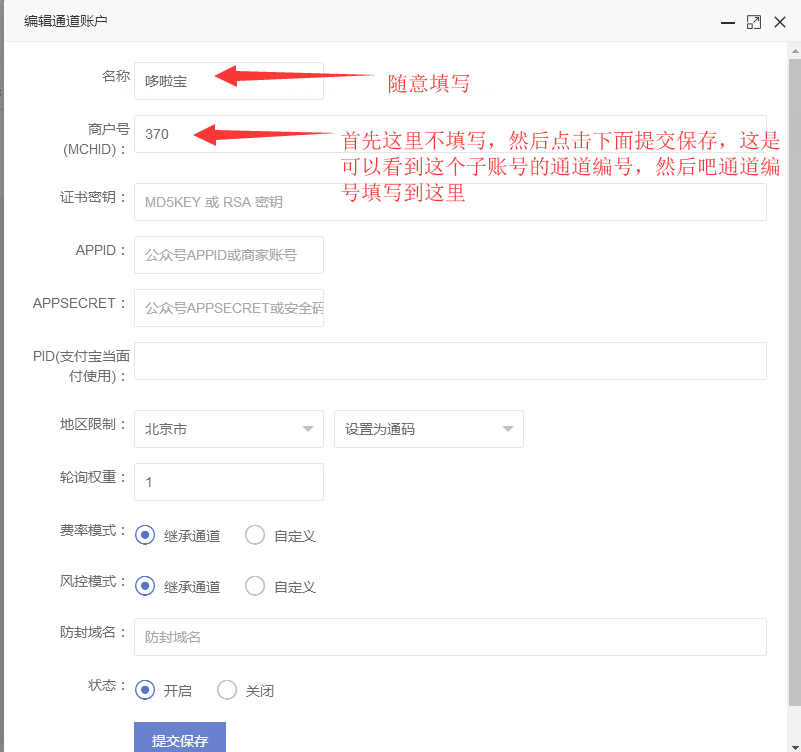 编辑通道账户
名称
哆啦宝
随意填写
商户号
(MCHID)：
370
首先这里不填写，然后点击下面提交保存，这是
可以看到这个子账号的通道编号，然后吧通道编
号填写到这里
证书密钥：
MD5KEY 或 RSA 密钥
APPID：
公众号APPID或商家账号
APPSECRET：
公众号APPSECRET或安全码
PID(支付宝当面
付使用)：
地区限制：
北京市
设置为通码
轮询权重：
1
费率模式：
继承通道
自定义
风控模式：
继承通道
自定义
防封域名：
防封域名
状态：
开启
关闭
提交保存